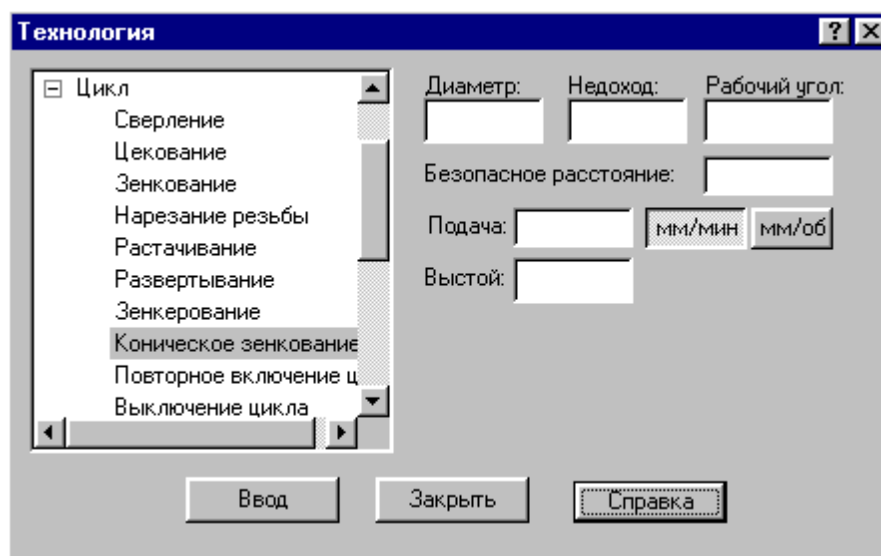 Технология
Цикл
Сверление
Цекование
Зенкование
Нарезание резьбы
Растачивание
Развертывание
Зенкерование
Коническое зенкование
Повторное включение ц
Выключение цикла
Диаметр: Недоход: Рабочий угол:
Безопасное расстояние:
Подача: мм/мин мм/об
Выстой:
Ввод Закрыть Справка